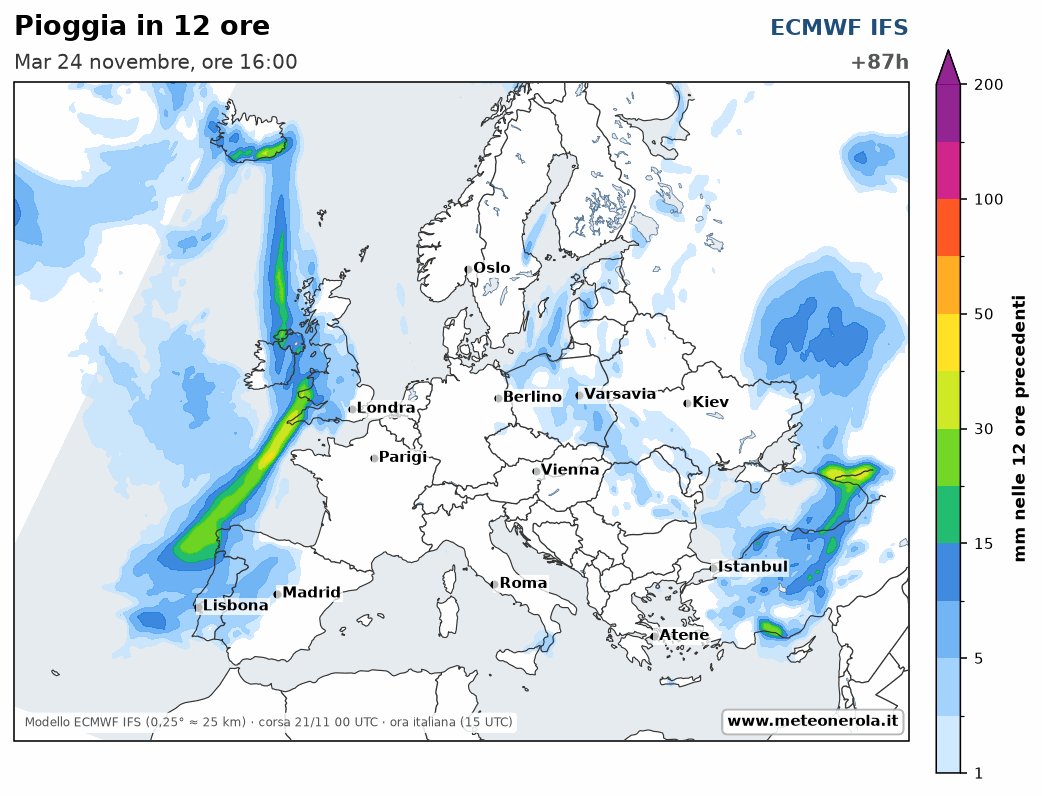 Pioggia in 12 ore
ECMWF IFS
Mar 24 novembre, ore 16:00
+87h
200
100
50
30
15
5
1
mm nelle 12 ore precedenti
Oslo
Londra
Berlino
Varsavia
Kiev
Parigi
Vienna
Istanbul
Roma
Madrid
Lisbona
Atene
Modello ECMWF IFS (0,25° ≈ 25 km) · corsa 21/11 00 UTC · ora italiana (15 UTC)
www.meteonerola.it